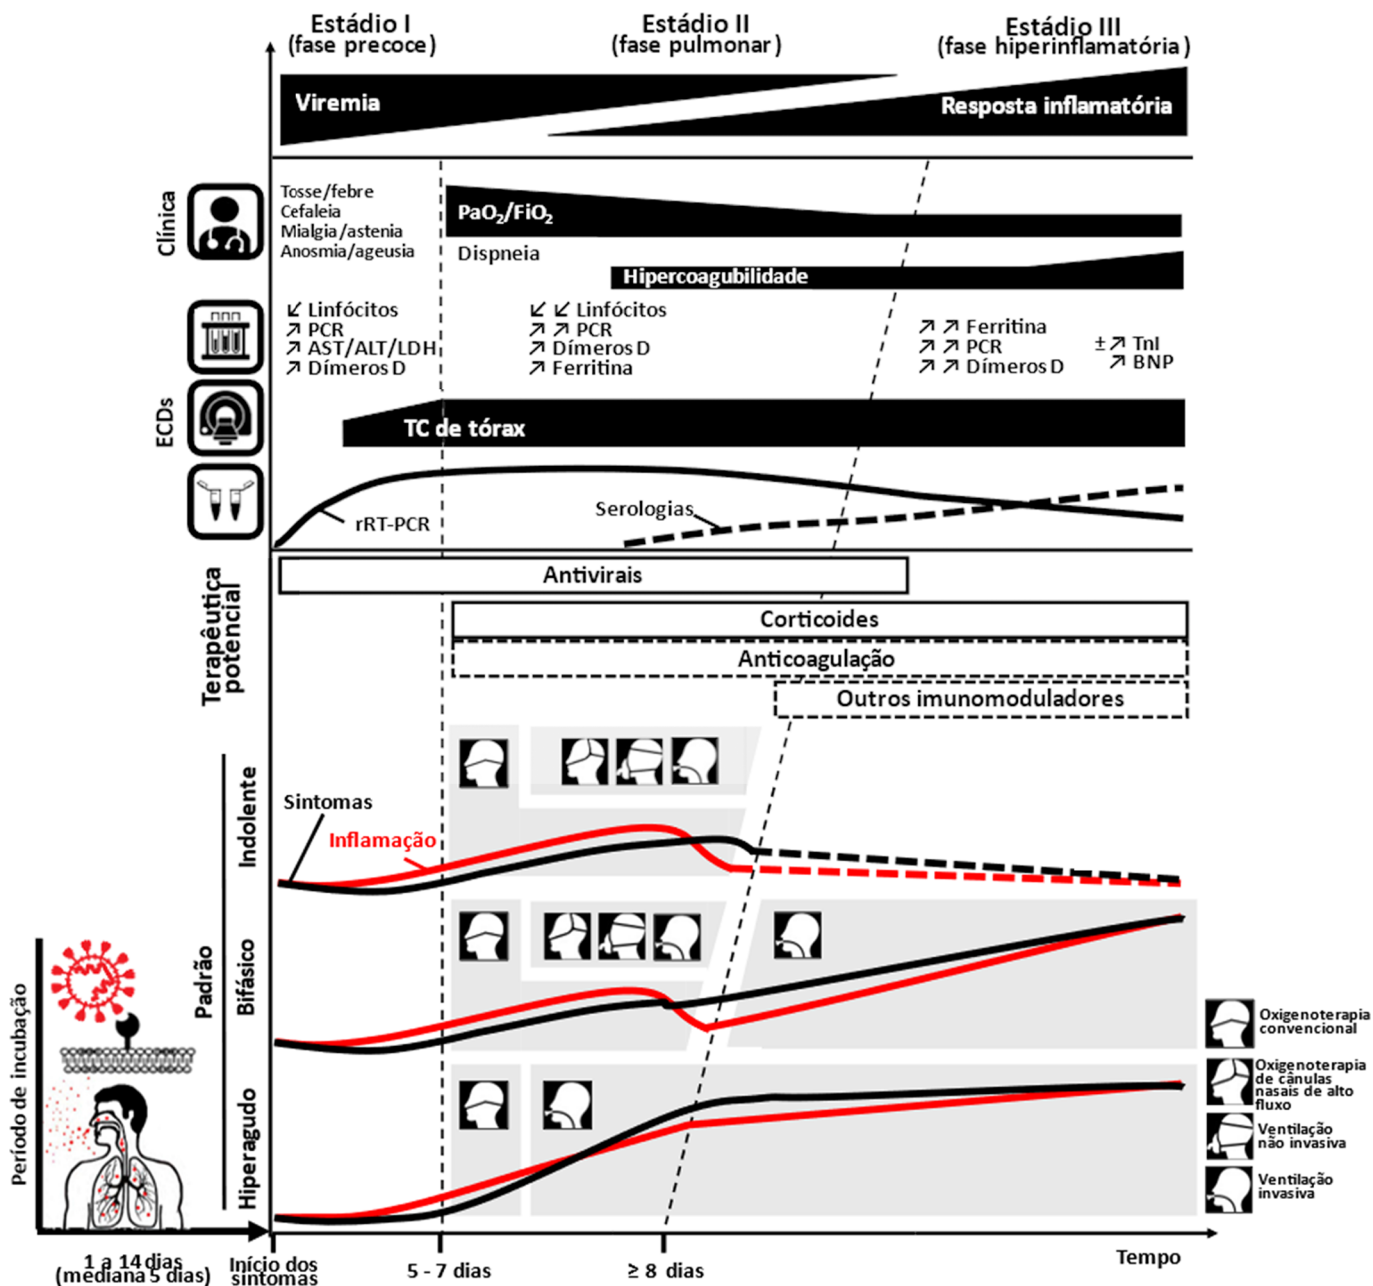 Estádio I
(fase precoce)
Estádio II
(fase pulmonar)
Estádio III
(fase hiperinflamatória)
Viremia
Resposta inflamatória
Clínica
Tosse/febre
Cefaleia
Mialgia/astenia
Anosmia/ageusia
PaO₂/FiO₂
Dispneia
Hipercoagubilidade
ECDs
↙ Linfócitos
↗ PCR
↗ AST/ALT/LDH
↗ Dímeros D
↙ ↙ Linfócitos
↗ ↗ PCR
↗ Dímeros D
↗ Ferritina
↗ ↗ Ferritina
↗ ↗ PCR
↗ ↗ Dímeros D
± ↗ TnI
↗ BNP
TC de tórax
rRT-PCR
Serologias
Terapêutica
potencial
Antivirais
Corticoides
Anticoagulação
Outros imunomoduladores
Padrão
Indolente
Sintomas
Inflamação
Bifásico
Hiperagudo
Período de incubação
Oxigenoterapia
convencional
Oxigenoterapia
de cânulas
nasais de alto
fluxo
Ventilação
não invasiva
Ventilação
invasiva
1 a 14 dias
(mediana 5 dias)
Início dos
sintomas
5 - 7 dias
≥ 8 dias
Tempo